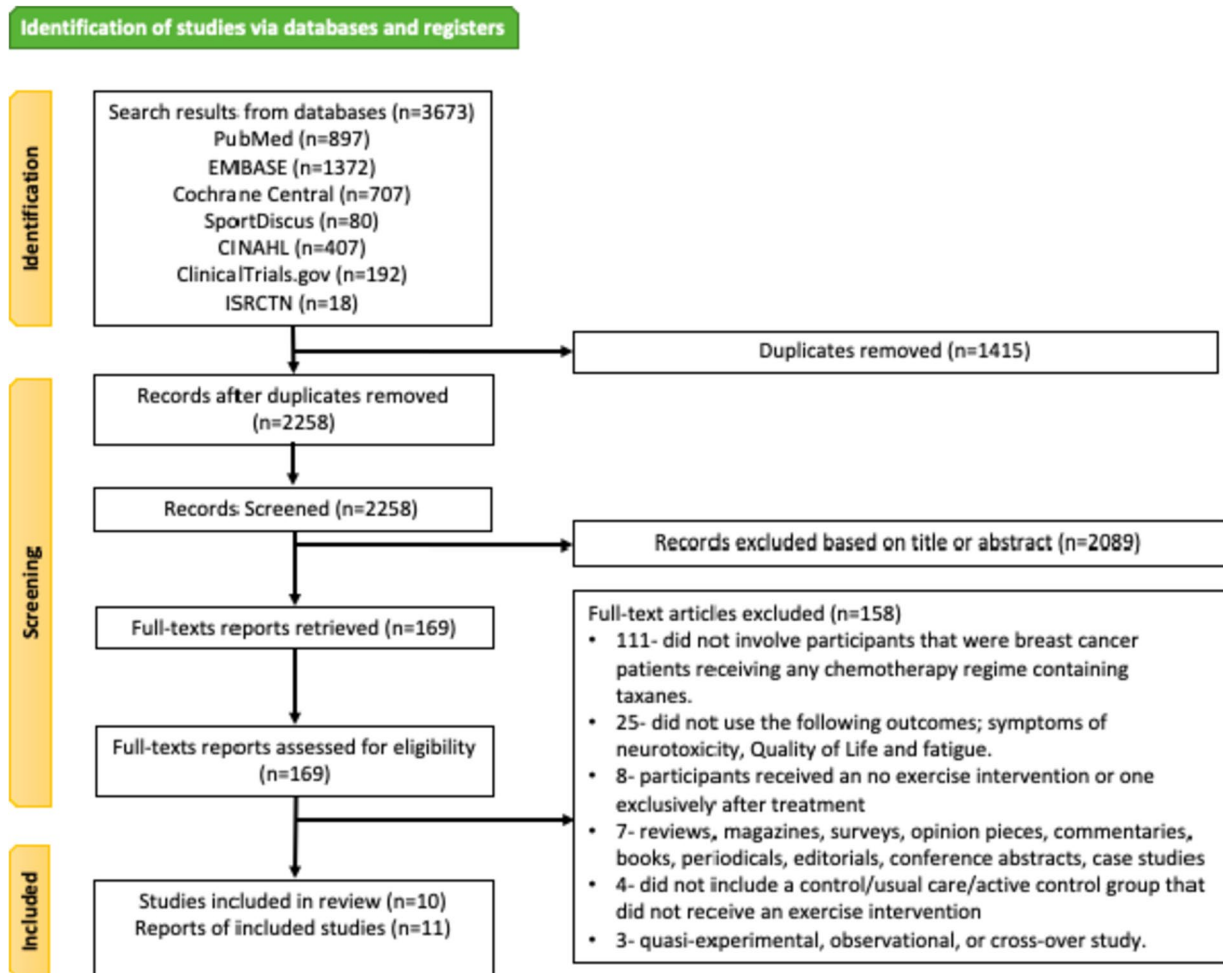 Identification of studies via databases and registers
Identification
Search results from databases (n=3673)
PubMed (n=897)
EMBASE (n=1372)
Cochrane Central (n=707)
SportDiscus (n=80)
CINAHL (n=407)
ClinicalTrials.gov (n=192)
ISRCTN (n=18)
Duplicates removed (n=1415)
Screening
Records after duplicates removed
(n=2258)
Records Screened (n=2258)
Records excluded based on title or abstract (n=2089)
Full-texts reports retrieved (n=169)
Full-texts reports assessed for eligibility
(n=169)
Full-text articles excluded (n=158)
• 111- did not involve participants that were breast cancer
patients receiving any chemotherapy regime containing
taxanes.
• 25- did not use the following outcomes; symptoms of
neurotoxicity, Quality of Life and fatigue.
• 8- participants received an no exercise intervention or one
exclusively after treatment
• 7- reviews, magazines, surveys, opinion pieces, commentaries,
books, periodicals, editorials, conference abstracts, case studies
• 4- did not include a control/usual care/active control group that
did not receive an exercise intervention
• 3- quasi-experimental, observational, or cross-over study.
Included
Studies included in review (n=10)
Reports of included studies (n=11)